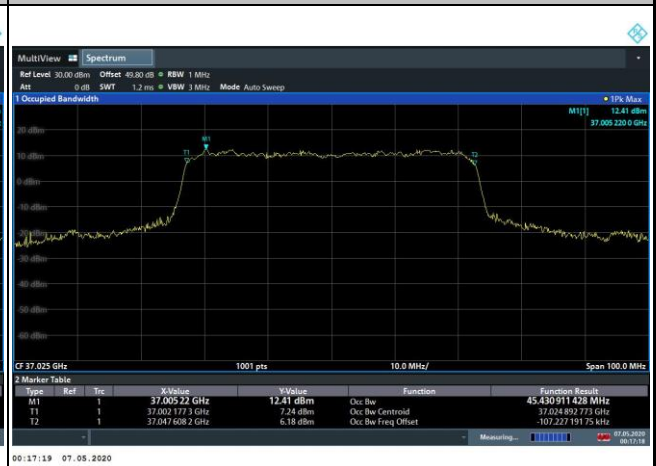 MultiView Spectrum
Ref Level 30.00 dBm Offset 49.80 dB RBW 1 MHz
Att 0 dB SWT 1.2 ms VBW 3 MHz Mode Auto Sweep
1 Occupied Bandwidth 1Pk Max
M1[1] 12.41 dBm
37.005 220 0 GHz
20 dBm
M1
T1
T2
10 dBm
0 dBm
-10 dBm
-20 dBm
-30 dBm
-40 dBm
-50 dBm
-60 dBm
CF 37.025 GHz 1001 pts 10.0 MHz/ Span 100.0 MHz
2 Marker Table
Type Ref Trc X-Value Y-Value Function Function Result
M1 1 37.005 22 GHz 12.41 dBm Occ Bw 45.430 911 428 MHz
T1 1 37.002 177 3 GHz 7.24 dBm Occ Bw Centroid 37.024 892 773 GHz
T2 1 37.047 608 2 GHz 6.18 dBm Occ Bw Freq Offset -107.227 191 75 kHz
Measuring... 07.05.2020
00:17:18
00:17:19 07.05.2020